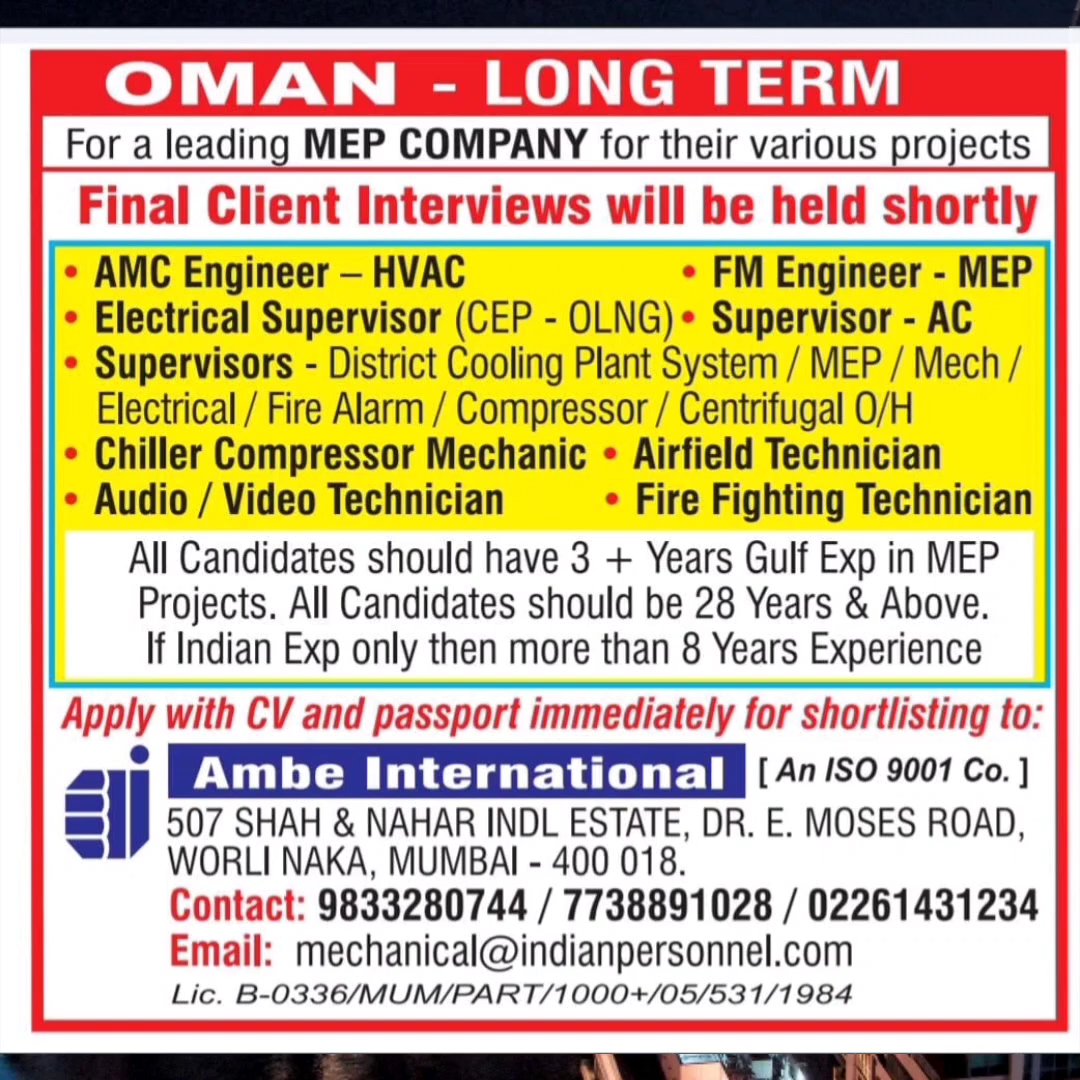 OMAN - LONG TERM
For a leading MEP COMPANY for their various projects
Final Client Interviews will be held shortly
• AMC Engineer – HVAC • FM Engineer - MEP
• Electrical Supervisor (CEP - OLNG) • Supervisor - AC
• Supervisors - District Cooling Plant System / MEP / Mech /
Electrical / Fire Alarm / Compressor / Centrifugal O/H
• Chiller Compressor Mechanic • Airfield Technician
• Audio / Video Technician • Fire Fighting Technician
All Candidates should have 3 + Years Gulf Exp in MEP
Projects. All Candidates should be 28 Years & Above.
If Indian Exp only then more than 8 Years Experience
Apply with CV and passport immediately for shortlisting to:
Ambe International [ An ISO 9001 Co. ]
507 SHAH & NAHAR INDL ESTATE, DR. E. MOSES ROAD,
WORLI NAKA, MUMBAI - 400 018.
Contact: 9833280744 / 7738891028 / 02261431234
Email: mechanical@indianpersonnel.com
Lic. B-0336/MUM/PART/1000+/05/531/1984